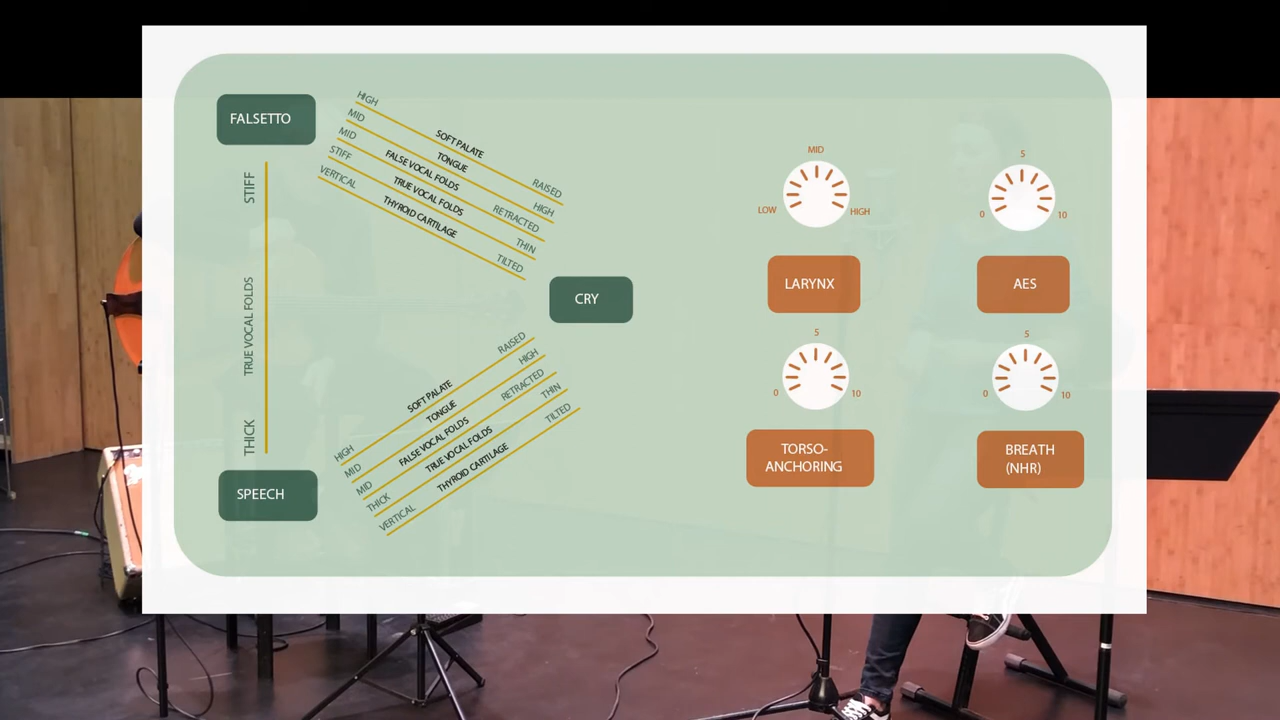 FALSETTO
STIFF
TRUE VOCAL FOLDS
THICK
SPEECH
HIGH SOFT PALATE RAISED
MID TONGUE HIGH
MID FALSE VOCAL FOLDS RETRACTED
STIFF TRUE VOCAL FOLDS THIN
VERTICAL THYROID CARTILAGE TILTED
CRY
HIGH SOFT PALATE RAISED
MID TONGUE HIGH
MID FALSE VOCAL FOLDS RETRACTED
THICK TRUE VOCAL FOLDS THIN
VERTICAL THYROID CARTILAGE TILTED
MID
LOW HIGH
LARYNX
5
0 10
AES
5
0 10
TORSO-
ANCHORING
5
0 10
BREATH
(NHR)